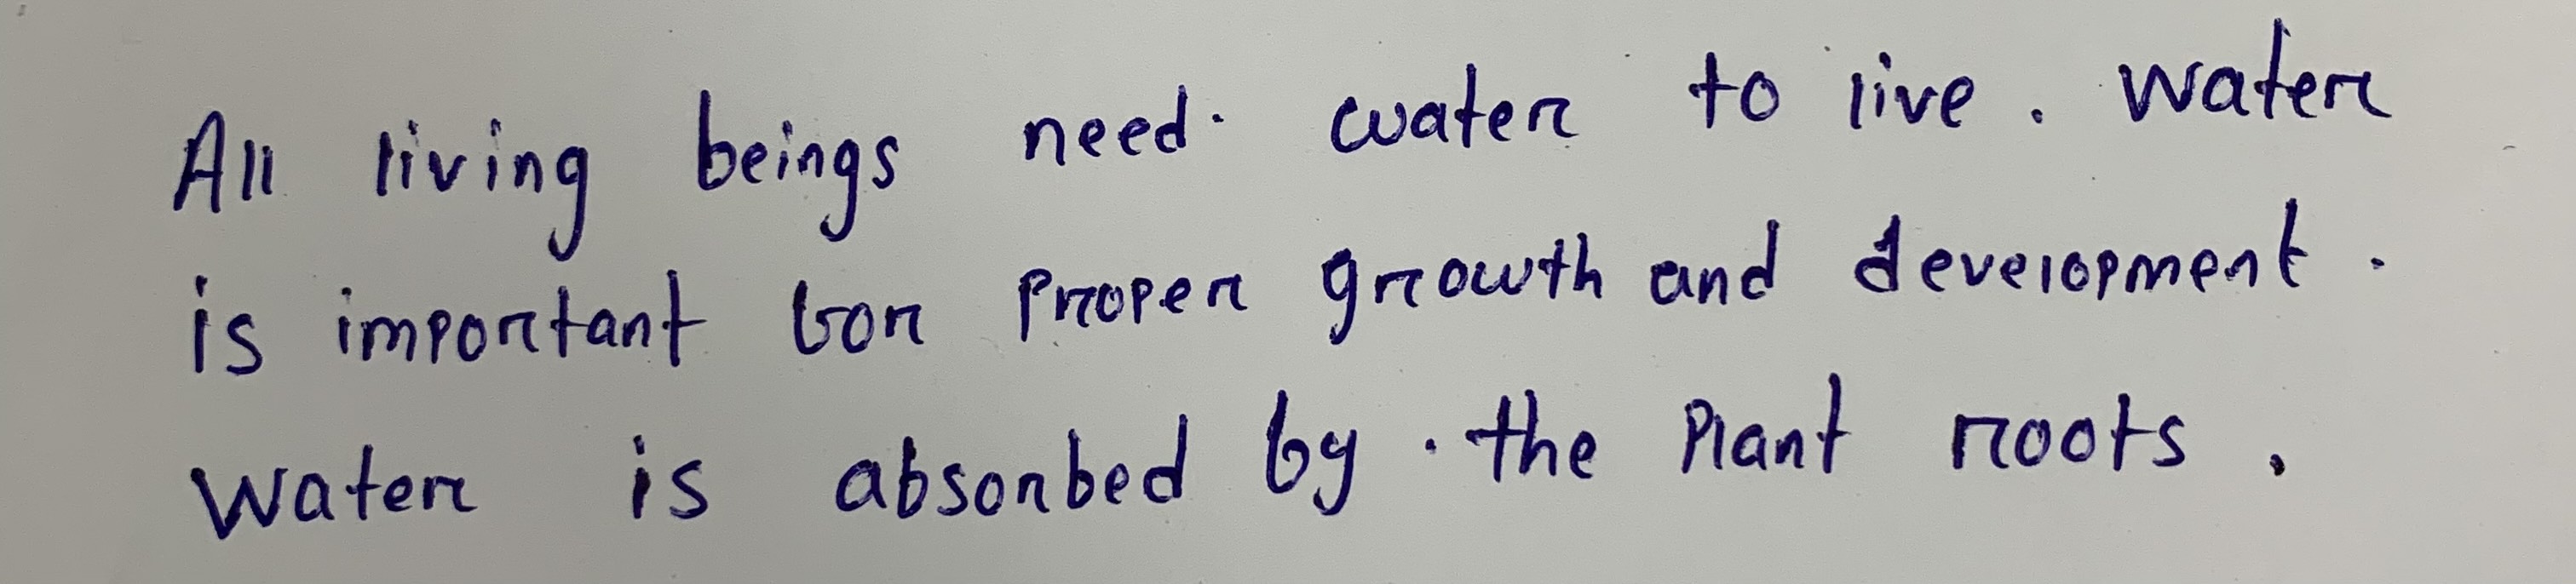 All living beings need water to live. Water
is important for proper growth and development.
Water is absorbed by the Plant roots.